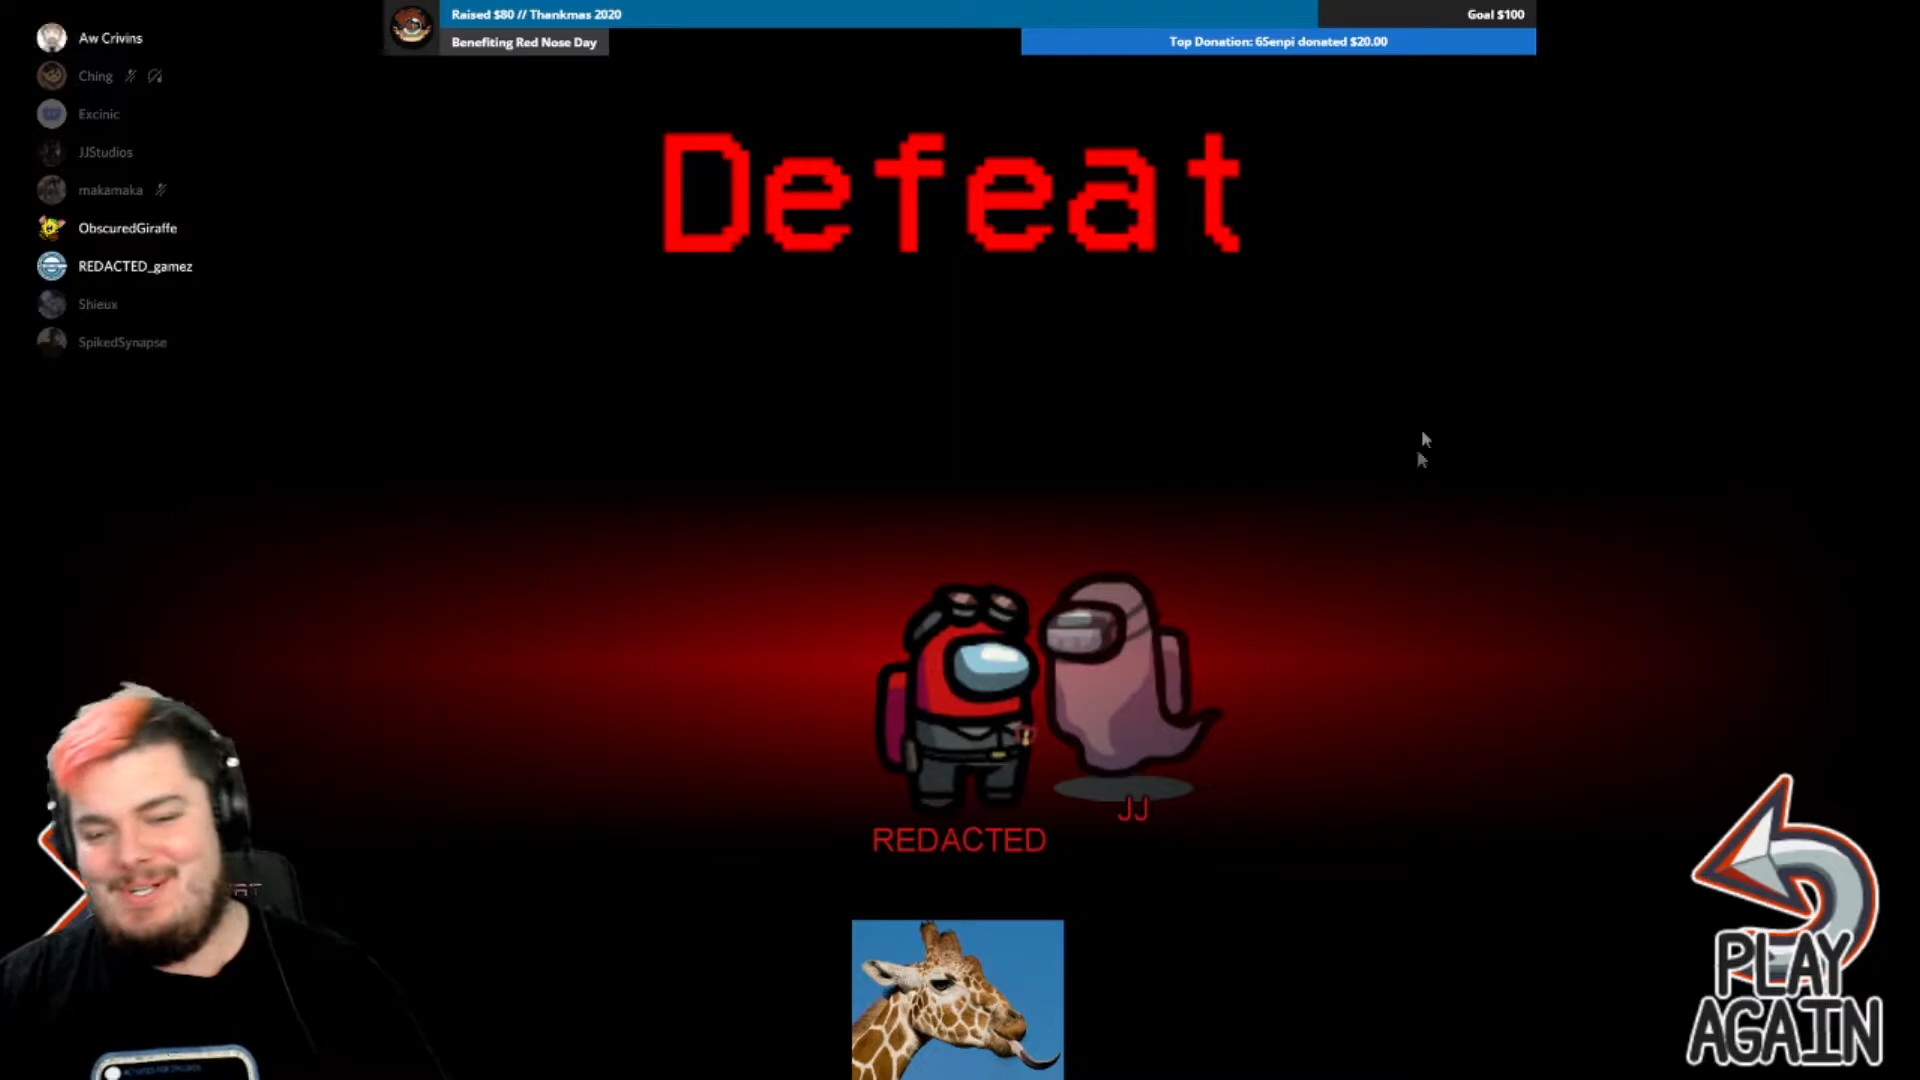 Raised $80 // Thankmas 2020
Goal $100
Benefiting Red Nose Day
Top Donation: 6Senpi donated $20.00
Aw Crivins
Ching
Excinic
JJStudios
makamaka
ObscuredGiraffe
REDACTED_gamez
Shieux
SpikedSynapse
Defeat
JJ
REDACTED
PLAY
AGAIN